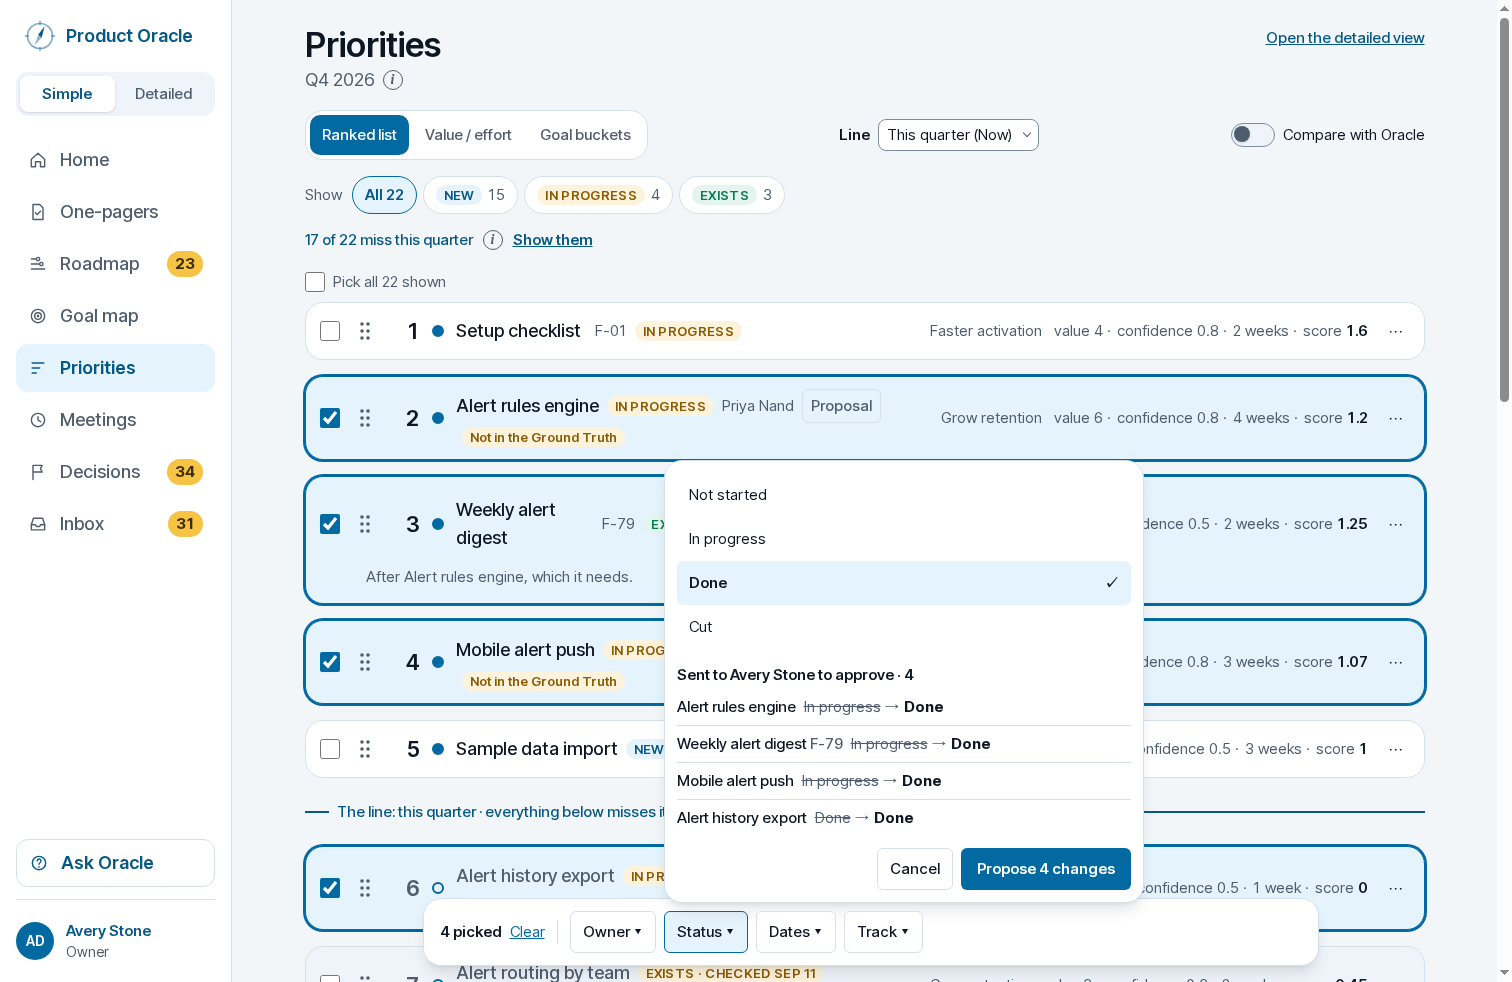 Product Oracle
Simple
Detailed
Home
One-pagers
Roadmap 23
Goal map
Priorities
Meetings
Decisions 34
Inbox 31
Ask Oracle
AD
Avery Stone
Owner
Priorities
Open the detailed view
Q4 2026 i
Ranked list
Value / effort
Goal buckets
Line
This quarter (Now)
Compare with Oracle
Show
All 22
NEW 15
IN PROGRESS 4
EXISTS 3
17 of 22 miss this quarter i Show them
Pick all 22 shown
1 Setup checklist F-01 IN PROGRESS Faster activation value 4 · confidence 0.8 · 2 weeks · score 1.6 ···
2 Alert rules engine IN PROGRESS Priya Nand Proposal Grow retention value 6 · confidence 0.8 · 4 weeks · score 1.2 ···
Not in the Ground Truth
3 Weekly alert digest F-79 0.5 · 2 weeks · score 1.25 ···
After Alert rules engine, which it needs.
4 Mobile alert push 0.8 · 3 weeks · score 1.07 ···
Not in the Ground Truth
5 Sample data import NEW 0.5 · 3 weeks · score 1 ···
The line: this quarter · everything below misses it
6 Alert history export confidence 0.5 · 1 week · score 0 ···
Alert routing by team EXISTS · CHECKED SEP 11
Not started
In progress
Done ✓
Cut
Sent to Avery Stone to approve · 4
Alert rules engine In progress → Done
Weekly alert digest F-79 In progress → Done
Mobile alert push In progress → Done
Alert history export Done → Done
Cancel
Propose 4 changes
4 picked Clear
Owner ▾
Status ▾
Dates ▾
Track ▾